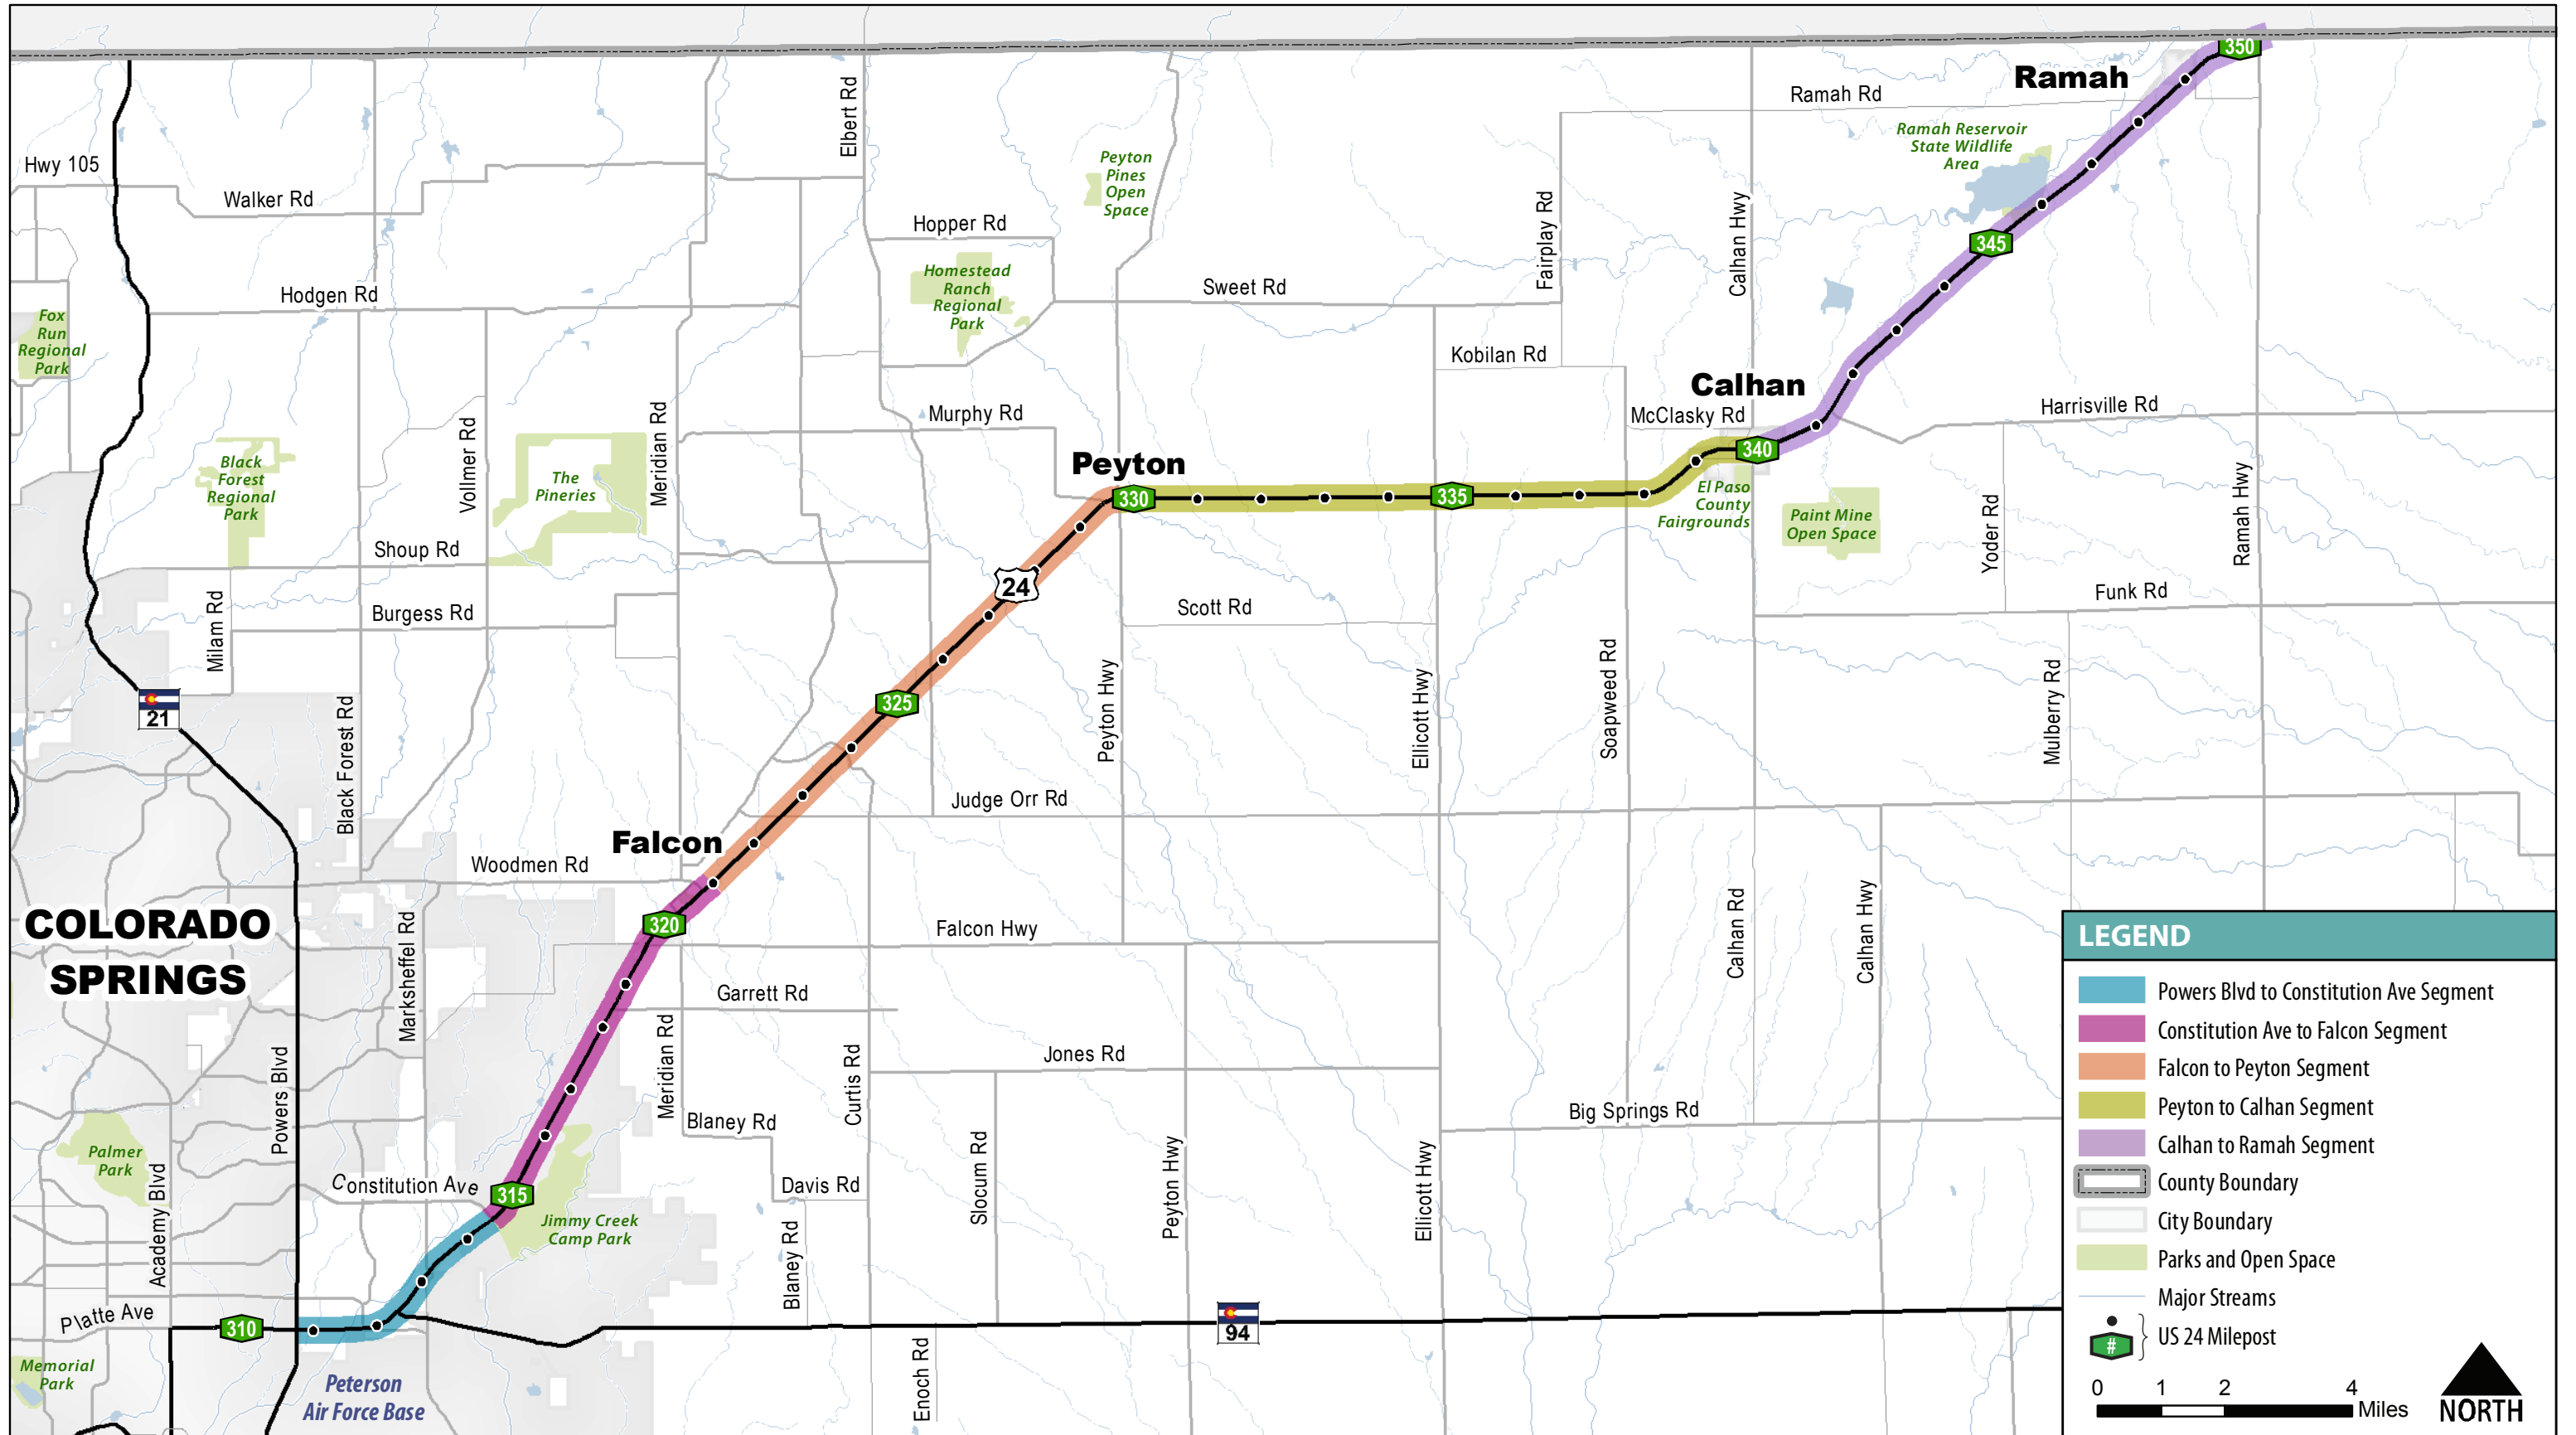 350
Ramah
Ramah Rd
Elbert Rd
Hwy 105
Walker Rd
Peyton
Pines
Open
Space
Ramah Reservoir
State Wildlife
Area
Hopper Rd
Fairplay Rd
Calhan Hwy
345
Homestead
Ranch
Regional
Park
Sweet Rd
Hodgen Rd
Fox
Run
Regional
Park
Kobilan Rd
Calhan
McClasky Rd
Harrisville Rd
Murphy Rd
Meridian Rd
Vollmer Rd
340
Peyton
330
335
Black
Forest
Regional
Park
The
Pineries
El Paso
County
Fairgrounds
Paint Mine
Open Space
Yoder Rd
Ramah Hwy
Shoup Rd
24
Funk Rd
Milam Rd
Burgess Rd
Scott Rd
21
325
Black Forest Rd
Peyton Hwy
Ellicott Hwy
Soapweed Rd
Mulberry Rd
Judge Orr Rd
Falcon
Woodmen Rd
COLORADO
SPRINGS
320
Falcon Hwy
Marksheffel Rd
Calhan Rd
Calhan Hwy
Garrett Rd
Powers Blvd
Meridian Rd
Curtis Rd
Jones Rd
Blaney Rd
Big Springs Rd
Palmer
Park
Academy Blvd
Constitution Ave
315
Davis Rd
Slocum Rd
Peyton Hwy
Ellicott Hwy
Jimmy Creek
Camp Park
Blaney Rd
Platte Ave
310
94
Memorial
Park
Peterson
Air Force Base
Enoch Rd
LEGEND
Powers Blvd to Constitution Ave Segment
Constitution Ave to Falcon Segment
Falcon to Peyton Segment
Peyton to Calhan Segment
Calhan to Ramah Segment
County Boundary
City Boundary
Parks and Open Space
Major Streams
# US 24 Milepost
0 1 2 4
Miles
NORTH